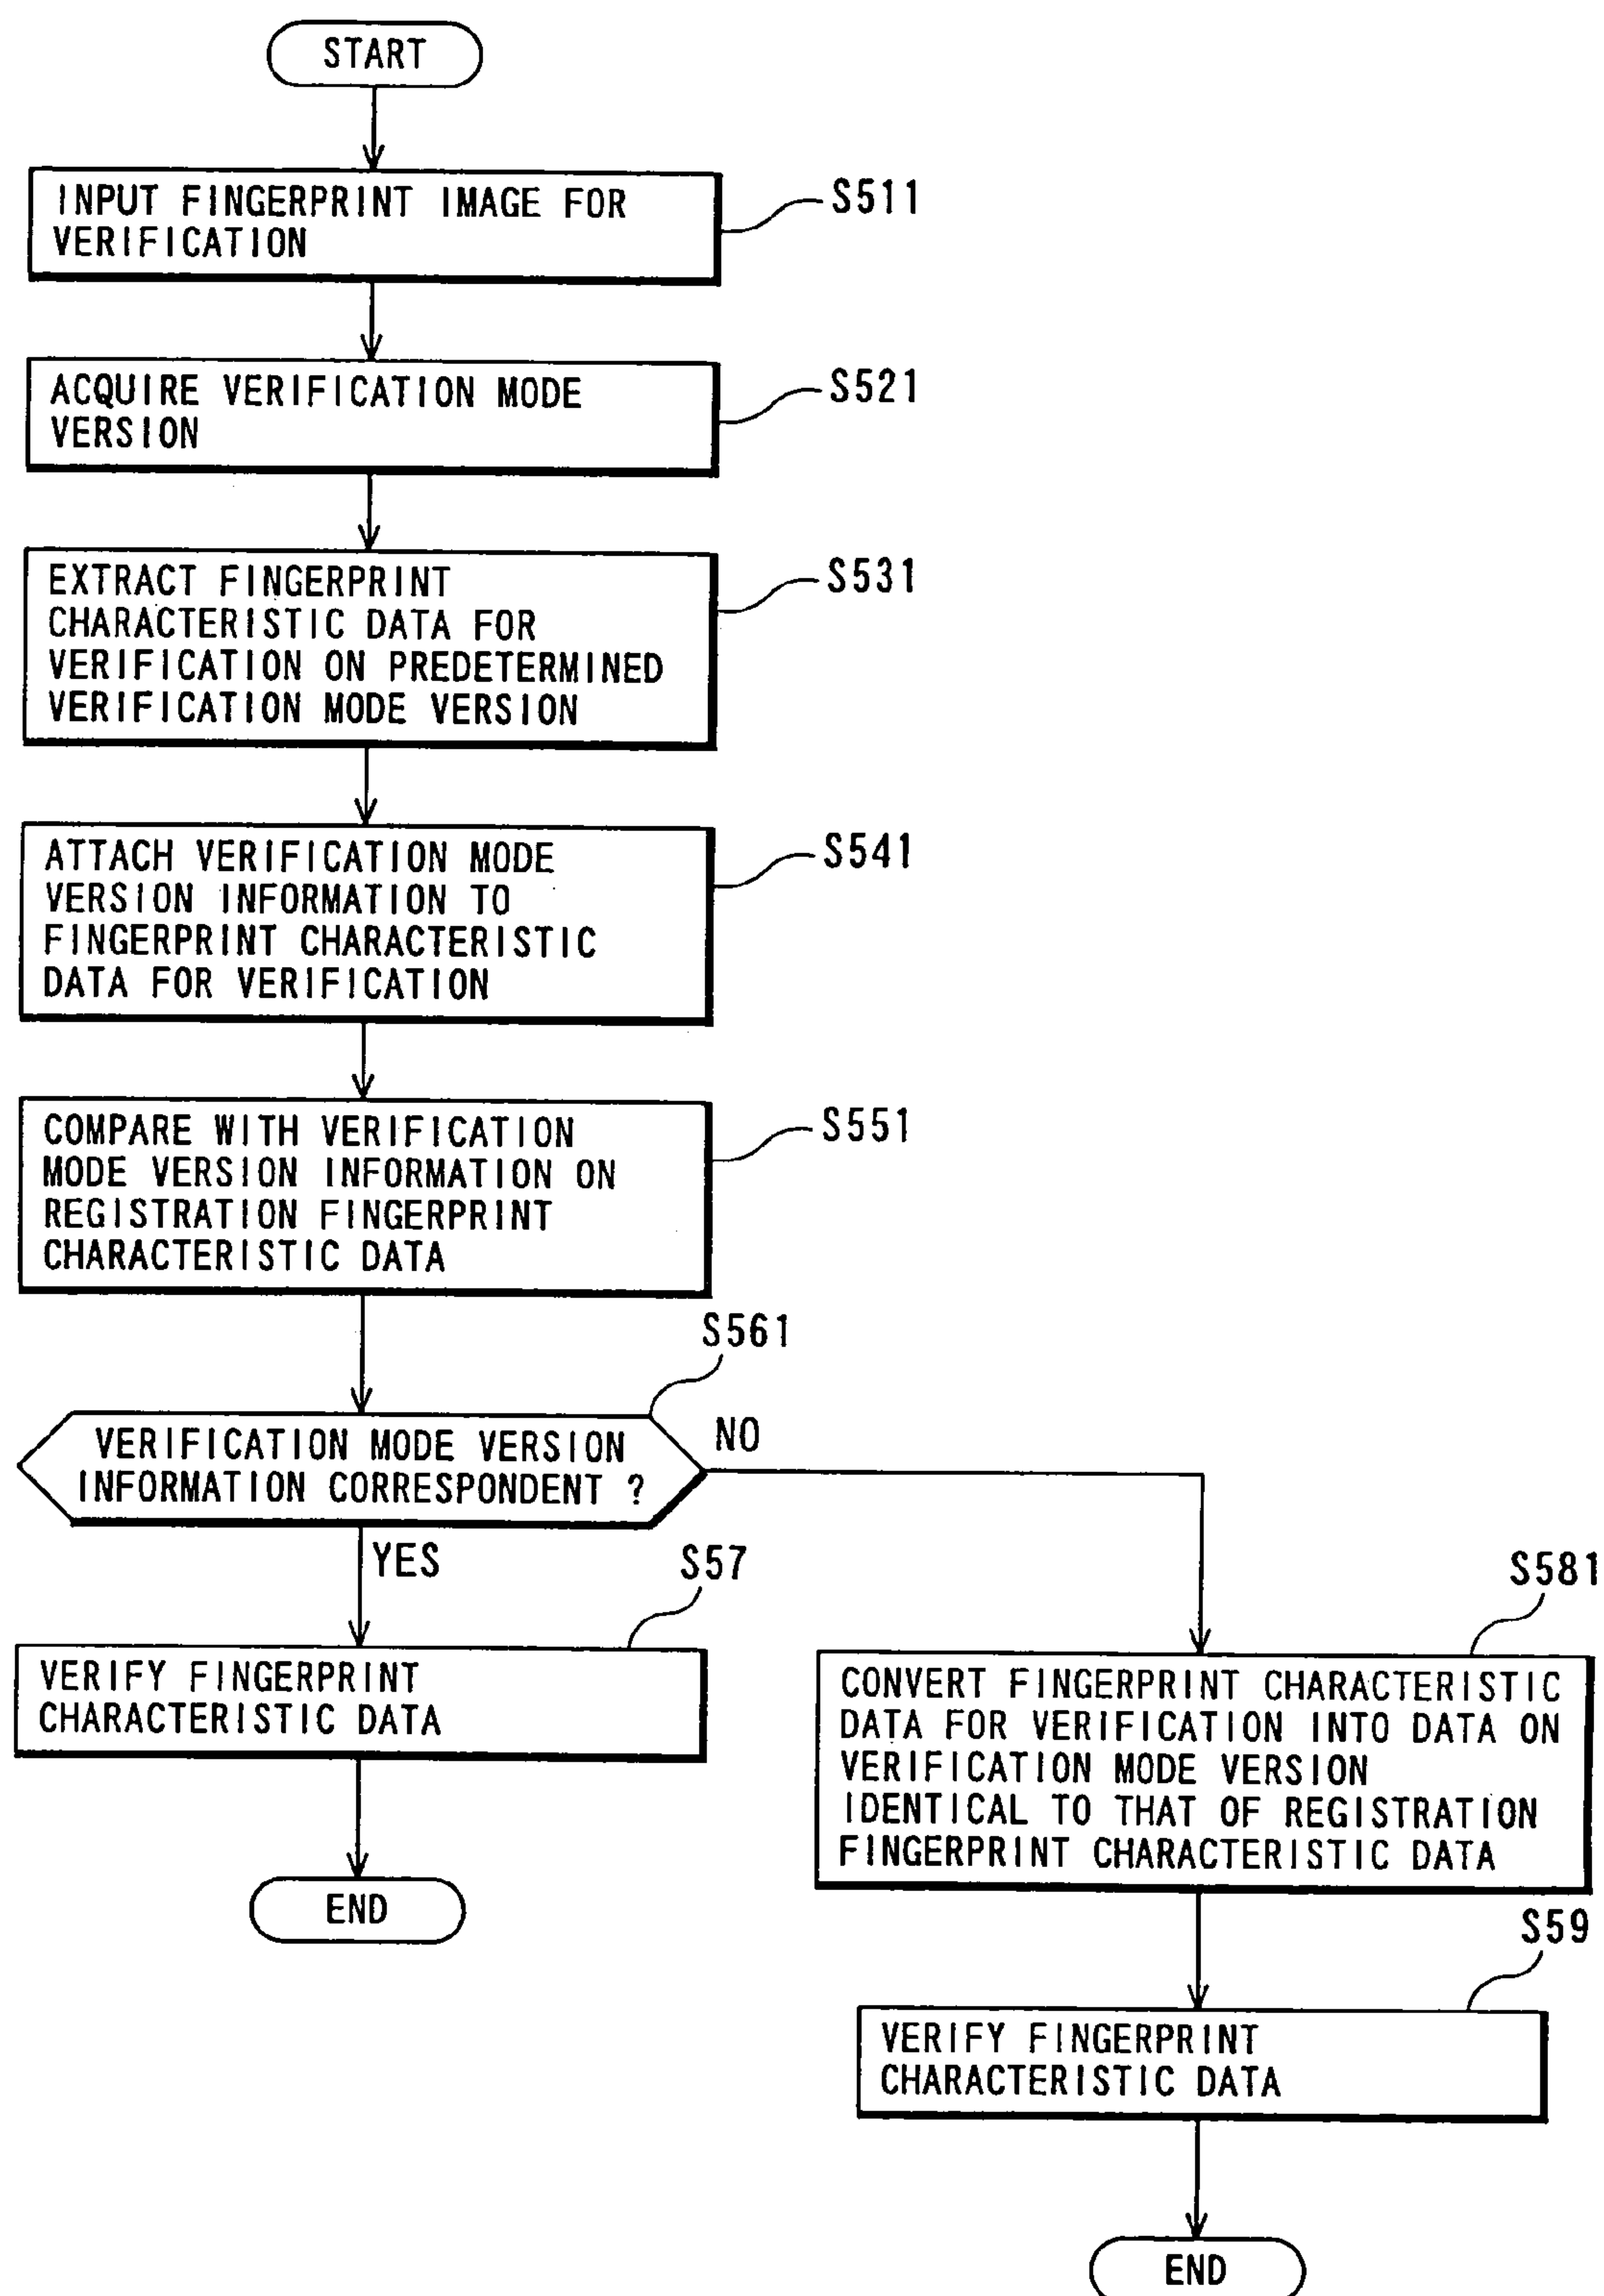 START
INPUT FINGERPRINT IMAGE FOR
VERIFICATION
S511
ACQUIRE VERIFICATION MODE
VERSION
S521
EXTRACT FINGERPRINT
CHARACTERISTIC DATA FOR
VERIFICATION ON PREDETERMINED
VERIFICATION MODE VERSION
S531
ATTACH VERIFICATION MODE
VERSION INFORMATION TO
FINGERPRINT CHARACTERISTIC
DATA FOR VERIFICATION
S541
COMPARE WITH VERIFICATION
MODE VERSION INFORMATION ON
REGISTRATION FINGERPRINT
CHARACTERISTIC DATA
S551
S561
VERIFICATION MODE VERSION
INFORMATION CORRESPONDENT ?
NO
YES
S57
VERIFY FINGERPRINT
CHARACTERISTIC DATA
END
S581
CONVERT FINGERPRINT CHARACTERISTIC
DATA FOR VERIFICATION INTO DATA ON
VERIFICATION MODE VERSION
IDENTICAL TO THAT OF REGISTRATION
FINGERPRINT CHARACTERISTIC DATA
S59
VERIFY FINGERPRINT
CHARACTERISTIC DATA
END